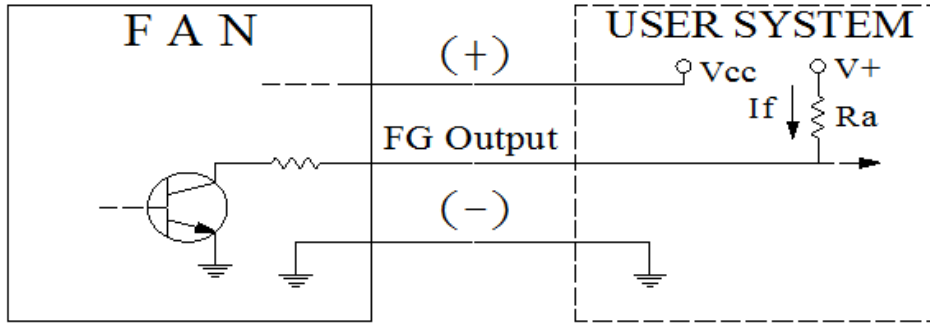 F A N
USER SYSTEM
(+)
Vcc
V+
If
Ra
FG Output
(-)